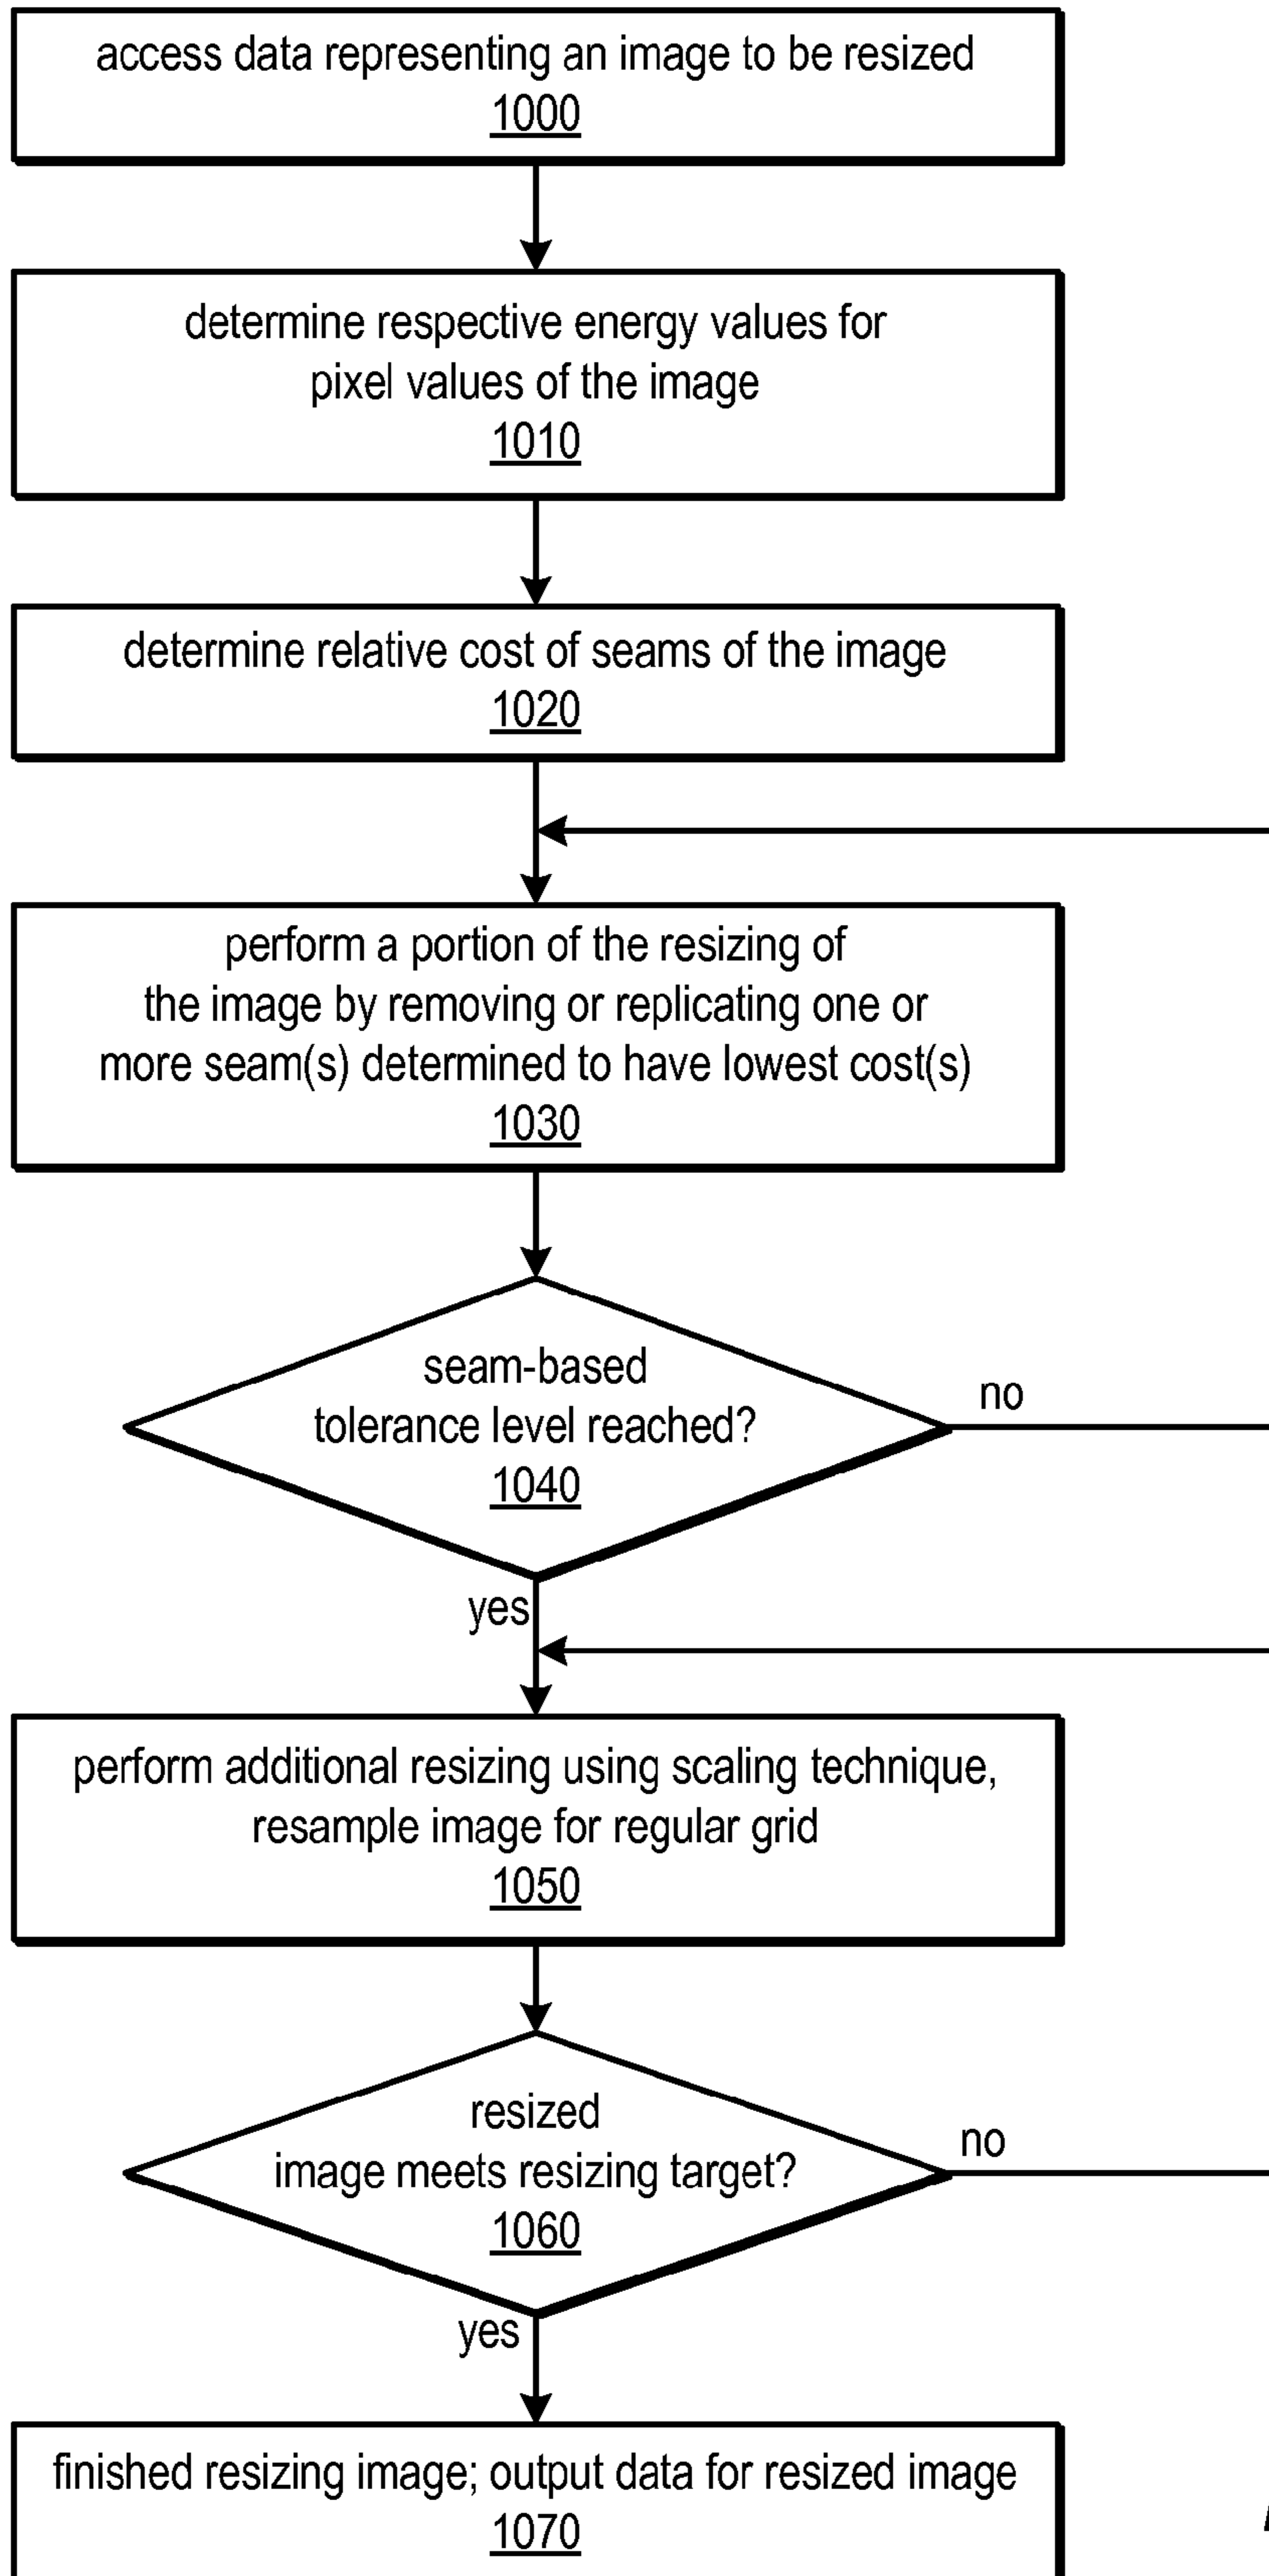 access data representing an image to be resized
1000
determine respective energy values for
pixel values of the image
1010
determine relative cost of seams of the image
1020
perform a portion of the resizing of
the image by removing or replicating one or
more seam(s) determined to have lowest cost(s)
1030
seam-based
tolerance level reached?
1040
no
yes
perform additional resizing using scaling technique,
resample image for regular grid
1050
resized
image meets resizing target?
1060
no
yes
finished resizing image; output data for resized image
1070